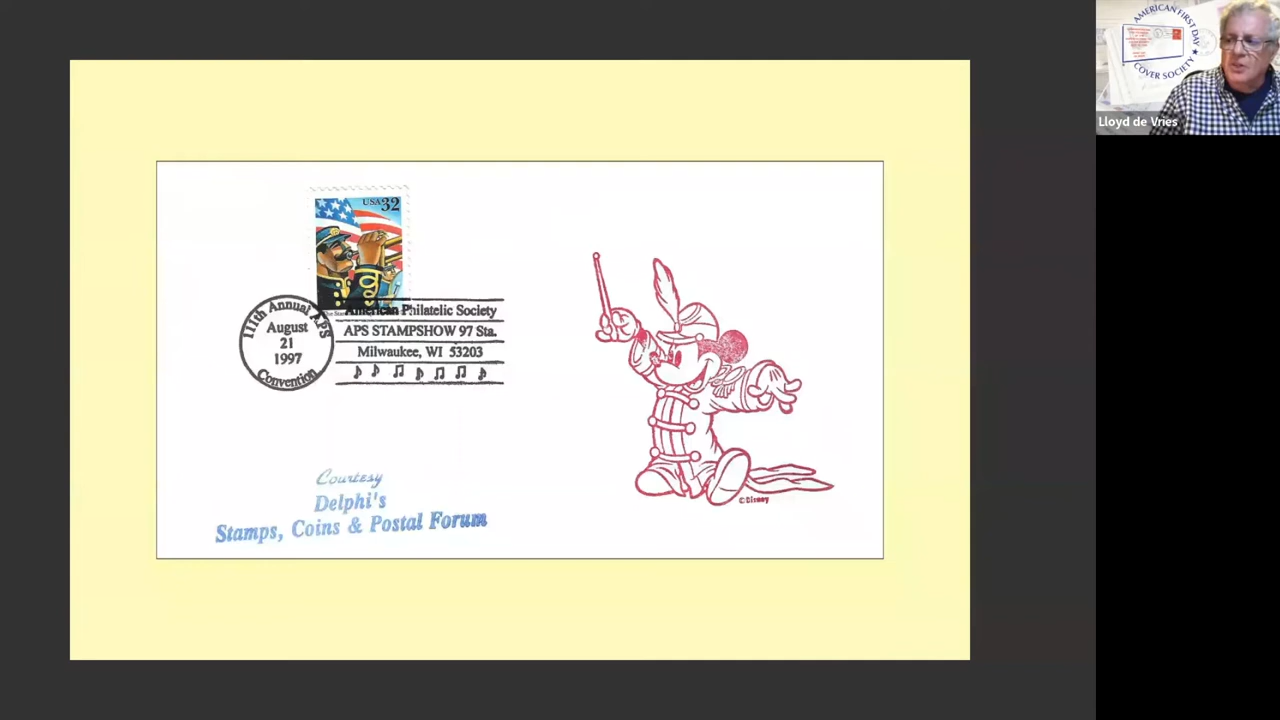 USA 32
111th Annual APS
August
21
1997
Convention
American Philatelic Society
APS STAMPSHOW 97 Sta.
Milwaukee, WI 53203
Courtesy
Delphi's
Stamps, Coins & Postal Forum
©Disney
AMERICAN FIRST DAY
COVER SOCIETY
Lloyd de Vries